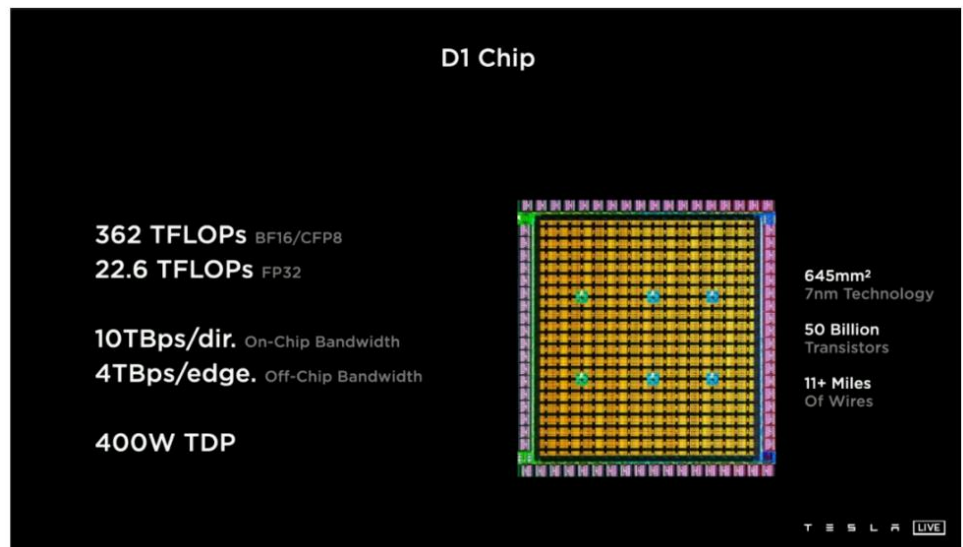 D1 Chip
362 TFLOPs BF16/CFP8
22.6 TFLOPs FP32
10TBps/dir. On-Chip Bandwidth
4TBps/edge. Off-Chip Bandwidth
400W TDP
645mm²
7nm Technology
50 Billion
Transistors
11+ Miles
Of Wires
TESLA LIVE